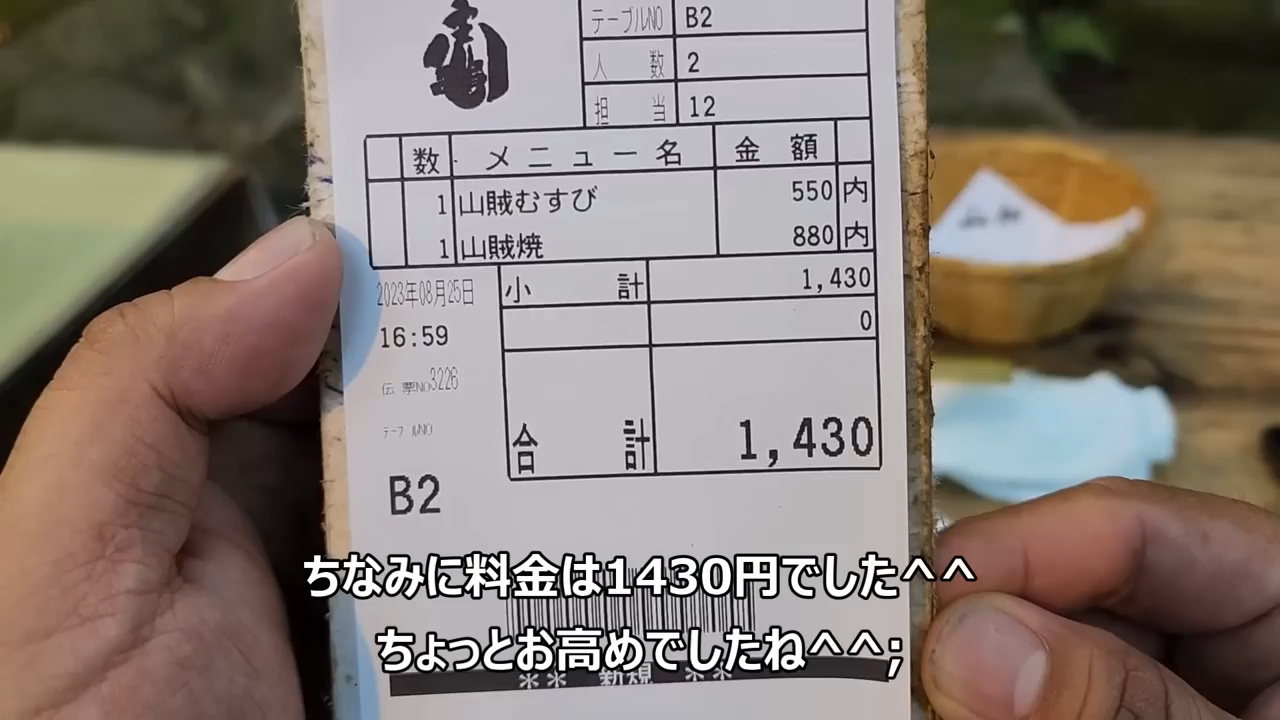 テーブルNO B2
人 数 2
担 当 12
数 メニュー名 金 額
1 山賊むすび 550 内
1 山賊焼 880 内
2023年08月25日 小 計 1,430
16:59 0
伝 票NO3226
テーブルNO 合 計 1,430
B2
ちなみに料金は1430円でした^^
ちょっとお高めでしたね^^;
** 新規 **